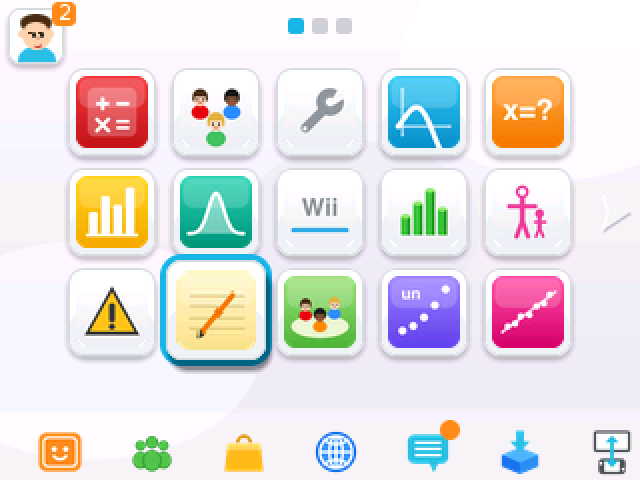 2
+ −
× =
x=?
Wii
un